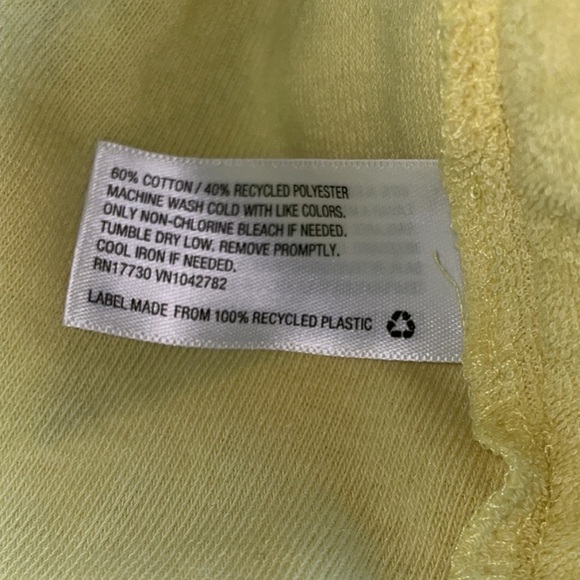 60% COTTON / 40% RECYCLED POLYESTER
MACHINE WASH COLD WITH LIKE COLORS.
ONLY NON-CHLORINE BLEACH IF NEEDED.
TUMBLE DRY LOW. REMOVE PROMPTLY.
COOL IRON IF NEEDED.
RN17730 VN1042782
LABEL MADE FROM 100% RECYCLED PLASTIC